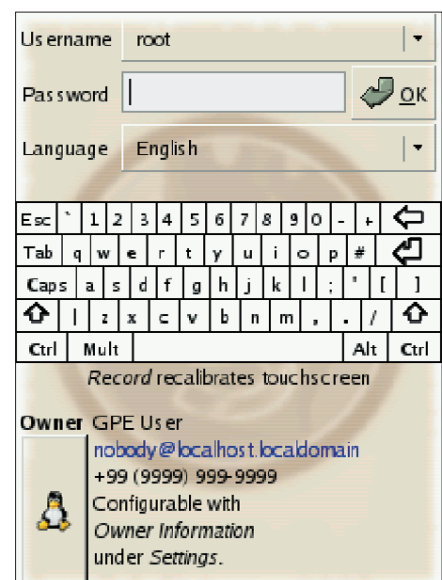 Username root
Password OK
Language English
Esc ` 1 2 3 4 5 6 7 8 9 0 - +
Tab q w e r t y u i o p #
Caps a s d f g h j k l ; ' [ ]
| z x c v b n m , . /
Ctrl Mult Alt Ctrl
Record recalibrates touchscreen
Owner GPE User
nobody@localhost.localdomain
+99 (9999) 999-9999
Configurable with
Owner Information
under Settings.